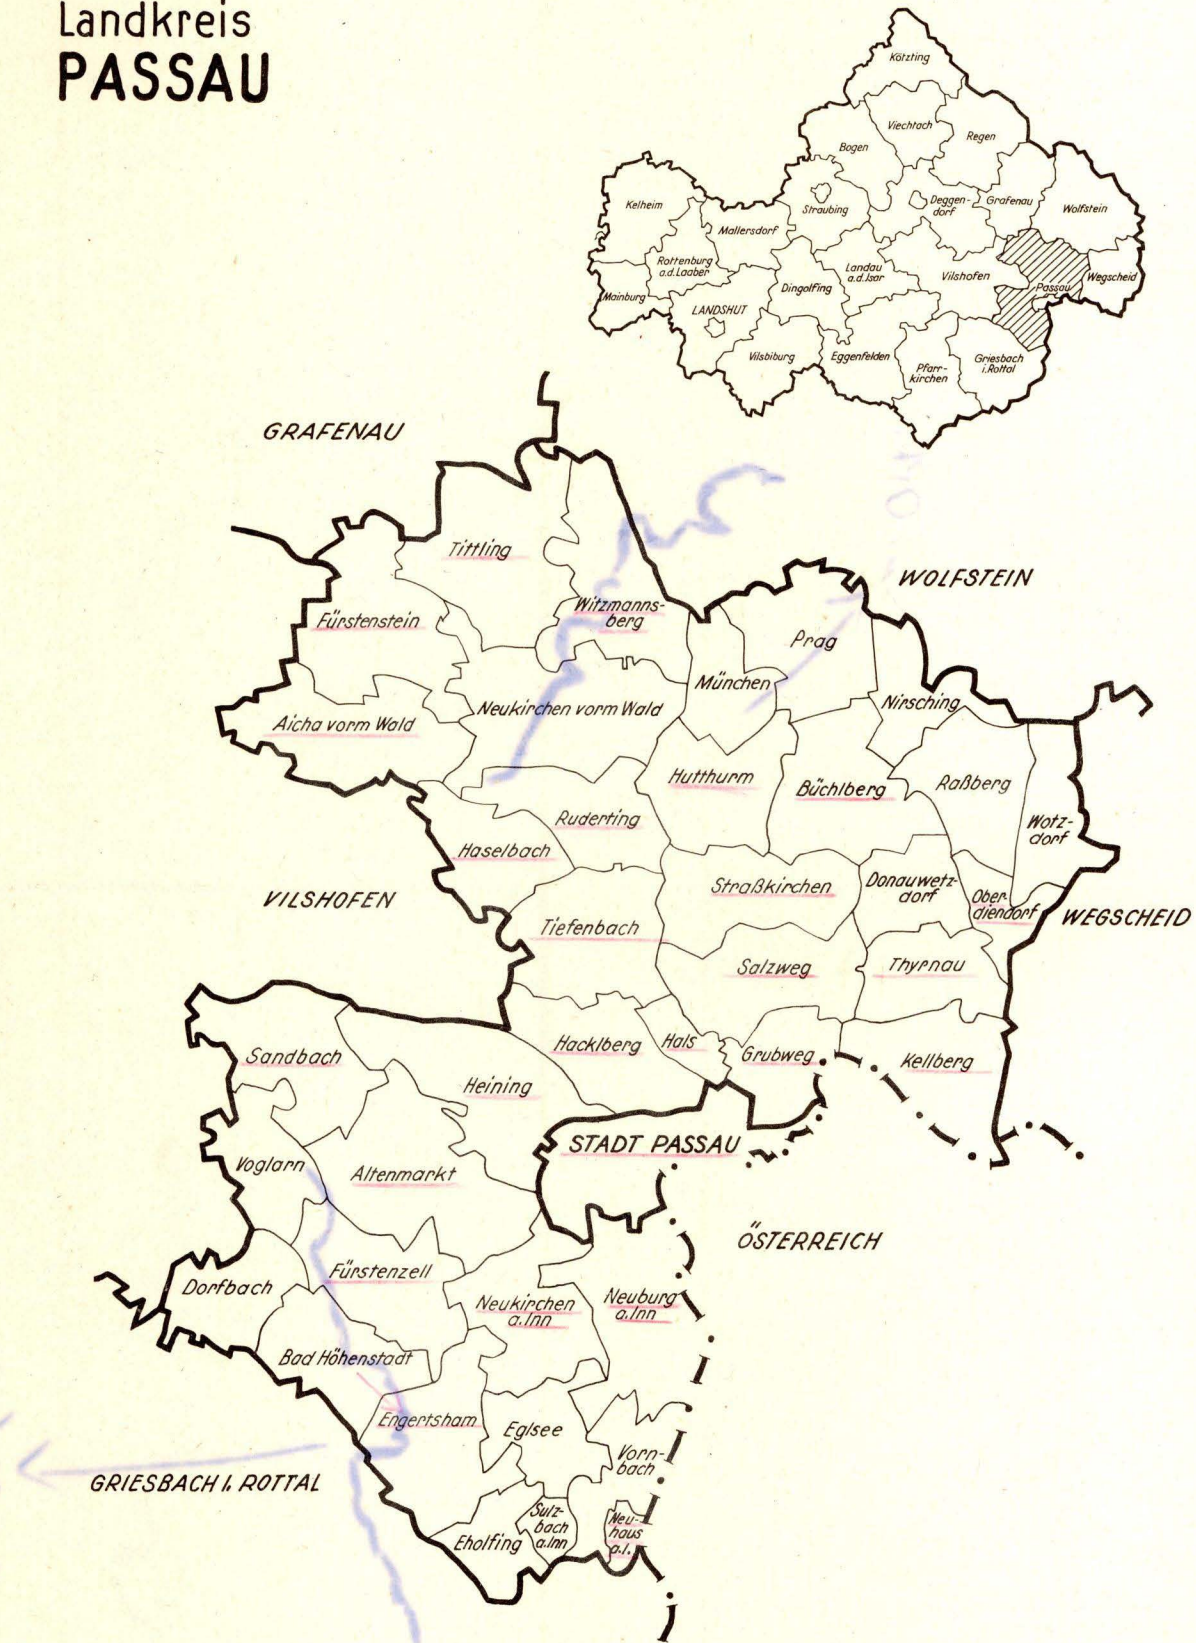 Landkreis
PASSAU
Kötzting
Viechtach
Regen
Bogen
Kelheim
Straubing
Deggen-
dorf
Grafenau
Wolfstein
Mallersdorf
Rottenburg
a.d.Laaber
Landau
a.d.Isar
Vilshofen
Wegscheid
Mainburg
Dingolfing
Passau
LANDSHUT
Vilsbiburg
Eggenfelden
Pfarr-
kirchen
Griesbach
i.Rottal
GRAFENAU
Tittling
WOLFSTEIN
Fürstenstein
Witzmanns-
berg
Prag
München
Nirsching
Aicha vorm Wald
Neukirchen vorm Wald
Hutthurm
Büchlberg
Raßberg
Ruderting
Wotz-
dorf
Haselbach
VILSHOFEN
Straßkirchen
Donauwetz-
dorf
Ober-
diendorf
WEGSCHEID
Tiefenbach
Salzweg
Thyrnau
Sandbach
Hacklberg
Hals
Grubweg
Kellberg
Heining
STADT PASSAU
Voglarn
Altenmarkt
ÖSTERREICH
Dorfbach
Fürstenzell
Neukirchen
a.Inn
Neuburg
a.Inn
Bad Höhenstadt
Engertsham
Eglsee
Vorn-
bach
GRIESBACH I. ROTTAL
Eholfing
Sulz-
bach
a.Inn
Neu-
haus
a.I.